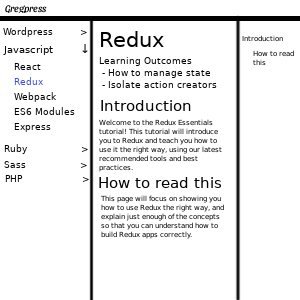 Gregpress
Wordpress >
Javascript ↓
React
Redux
Webpack
ES6 Modules
Express
Ruby >
Sass >
PHP >
Redux
Learning Outcomes
- How to manage state
- Isolate action creators
Introduction
Welcome to the Redux Essentials
tutorial! This tutorial will introduce
you to Redux and teach you how to
use it the right way, using our latest
recommended tools and best
practices.
How to read this
This page will focus on showing you
how to use Redux the right way, and
explain just enough of the concepts
so that you can understand how to
build Redux apps correctly.
Introduction
How to read
this